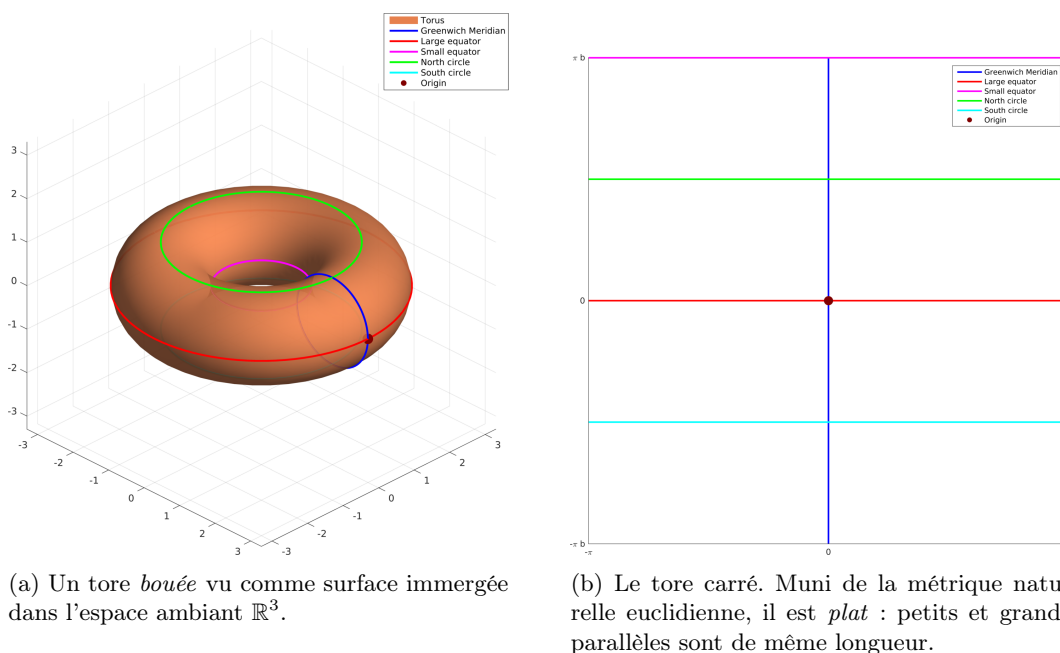 Torus
Greenwich Meridian
Large equator
Small equator
North circle
South circle
Origin
3
2
1
0
-1
-2
-3
-3
-2
-1
0
1
2
3
-3
-2
-1
0
1
2
3
(a) Un tore bouée vu comme surface immergée
dans l'espace ambiant ℝ³.
π b
0
-π b
-π
0
Greenwich Meridian
Large equator
Small equator
North circle
South circle
Origin
(b) Le tore carré. Muni de la métrique natu
relle euclidienne, il est plat : petits et grand
parallèles sont de même longueur.